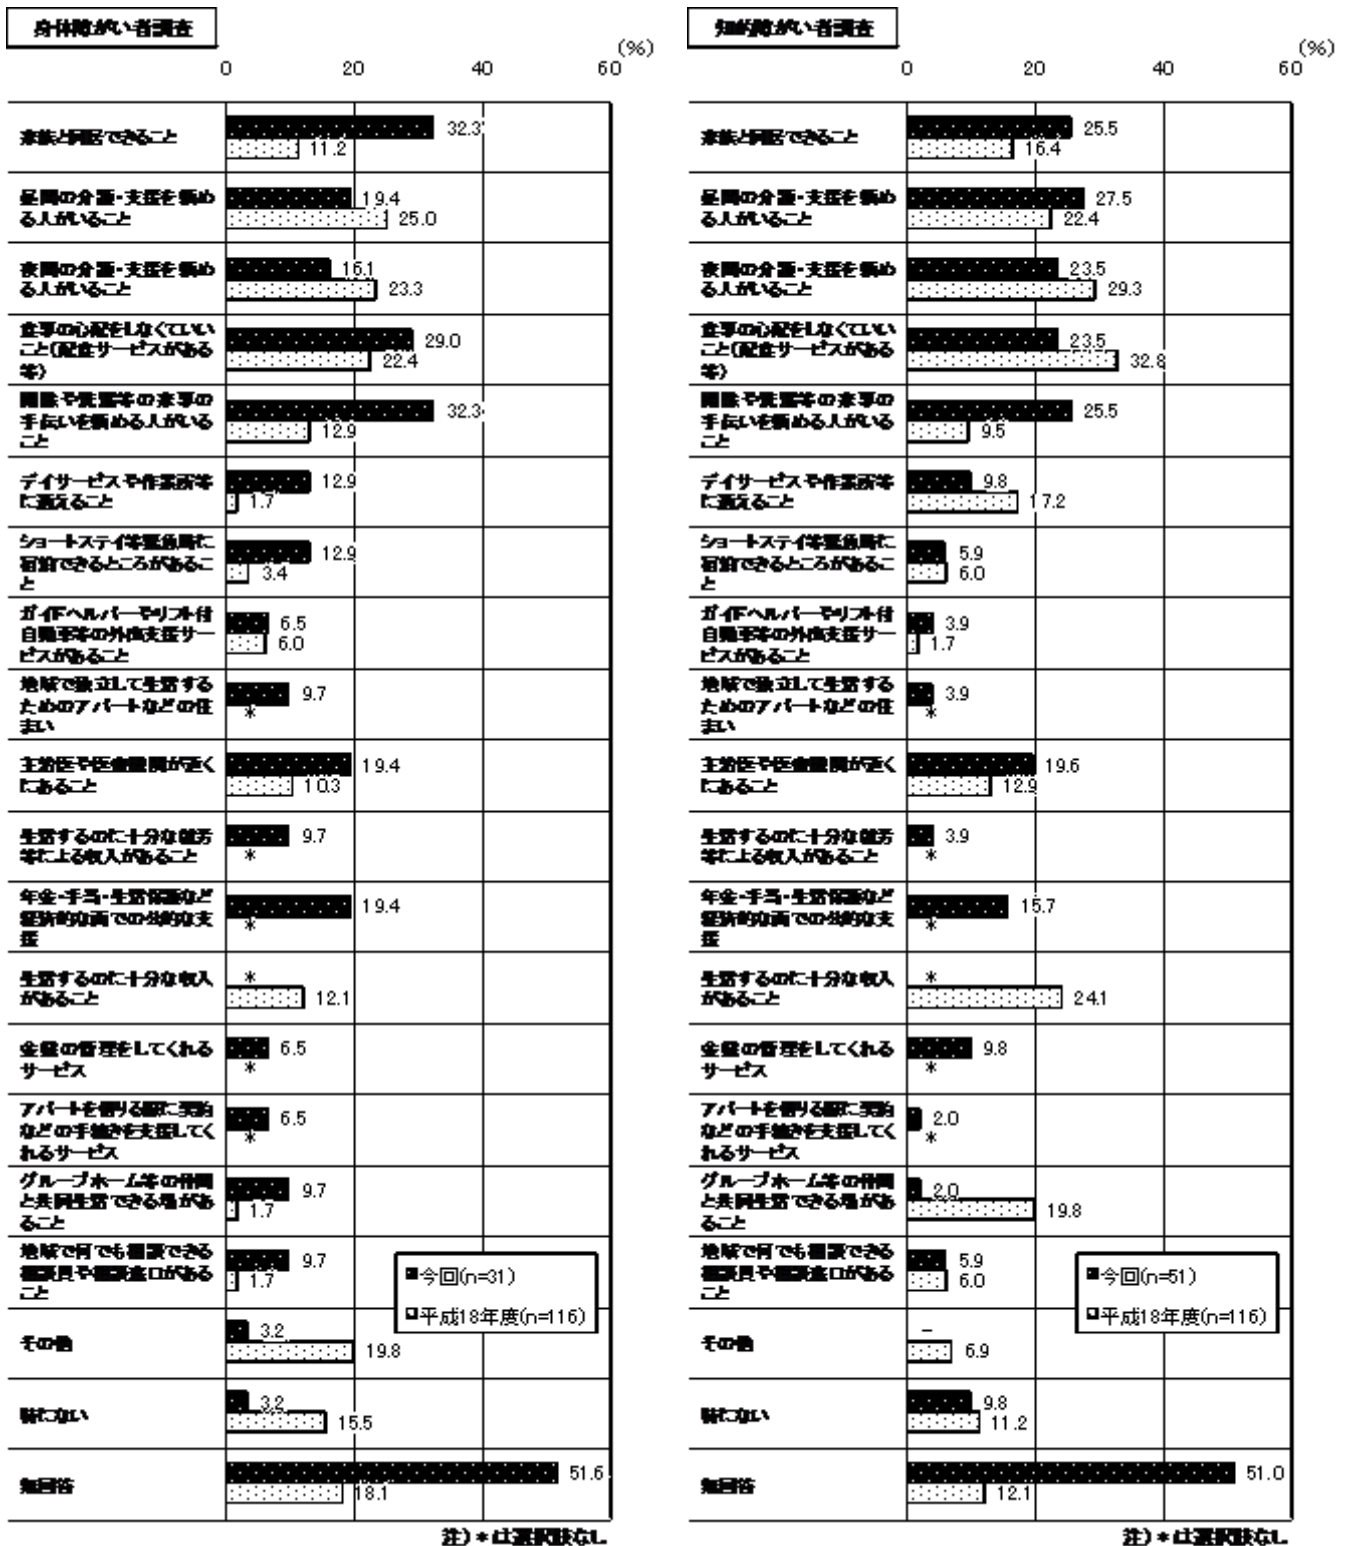 身体障がい者調査
(%)
0 20 40 60
家族と同居できること
32.3
11.2
昼間の介護・支援を頼め
る人がいること
19.4
25.0
夜間の介護・支援を頼め
る人がいること
16.1
23.3
食事の心配をしなくていい
こと(配食サービスがある
等)
29.0
22.4
掃除や洗濯等の家事の
手伝いを頼める人がいる
こと
32.3
12.9
デイサービスや作業所等
に通えること
12.9
1.7
ショートステイ等緊急時に
宿泊できるところがあるこ
と
12.9
3.4
ガイドヘルパーやリフト付
自動車等の外出支援サー
ビスがあること
6.5
6.0
地域で独立して生活する
ためのアパートなどの住
まい
9.7
*
主治医や医療機関が近く
にあること
19.4
10.3
生活するのに十分な就労
等による収入があること
9.7
*
年金・手当・生活保護など
経済的な面での公的な支
援
19.4
*
生活するのに十分な収入
があること
*
12.1
金銭の管理をしてくれる
サービス
6.5
*
アパートを借りる際に契約
などの手続きを支援してく
れるサービス
6.5
*
グループホーム等の仲間
と共同生活できる場があ
ること
9.7
1.7
地域で何でも相談できる
相談員や相談窓口がある
こと
9.7
1.7
今回(n=31)
平成18年度(n=116)
その他
3.2
19.8
特にない
3.2
15.5
無回答
51.6
18.1
注)*は選択肢なし
知的障がい者調査
(%)
0 20 40 60
家族と同居できること
25.5
16.4
昼間の介護・支援を頼め
る人がいること
27.5
22.4
夜間の介護・支援を頼め
る人がいること
23.5
29.3
食事の心配をしなくていい
こと(配食サービスがある
等)
23.5
32.8
掃除や洗濯等の家事の
手伝いを頼める人がいる
こと
25.5
9.5
デイサービスや作業所等
に通えること
9.8
17.2
ショートステイ等緊急時に
宿泊できるところがあるこ
と
5.9
6.0
ガイドヘルパーやリフト付
自動車等の外出支援サー
ビスがあること
3.9
1.7
地域で独立して生活する
ためのアパートなどの住
まい
3.9
*
主治医や医療機関が近く
にあること
19.6
12.9
生活するのに十分な就労
等による収入があること
3.9
*
年金・手当・生活保護など
経済的な面での公的な支
援
15.7
*
生活するのに十分な収入
があること
*
24.1
金銭の管理をしてくれる
サービス
9.8
*
アパートを借りる際に契約
などの手続きを支援してく
れるサービス
2.0
*
グループホーム等の仲間
と共同生活できる場があ
ること
2.0
19.8
地域で何でも相談できる
相談員や相談窓口がある
こと
5.9
6.0
今回(n=51)
平成18年度(n=116)
その他
−
6.9
特にない
9.8
11.2
無回答
51.0
12.1
注)*は選択肢なし